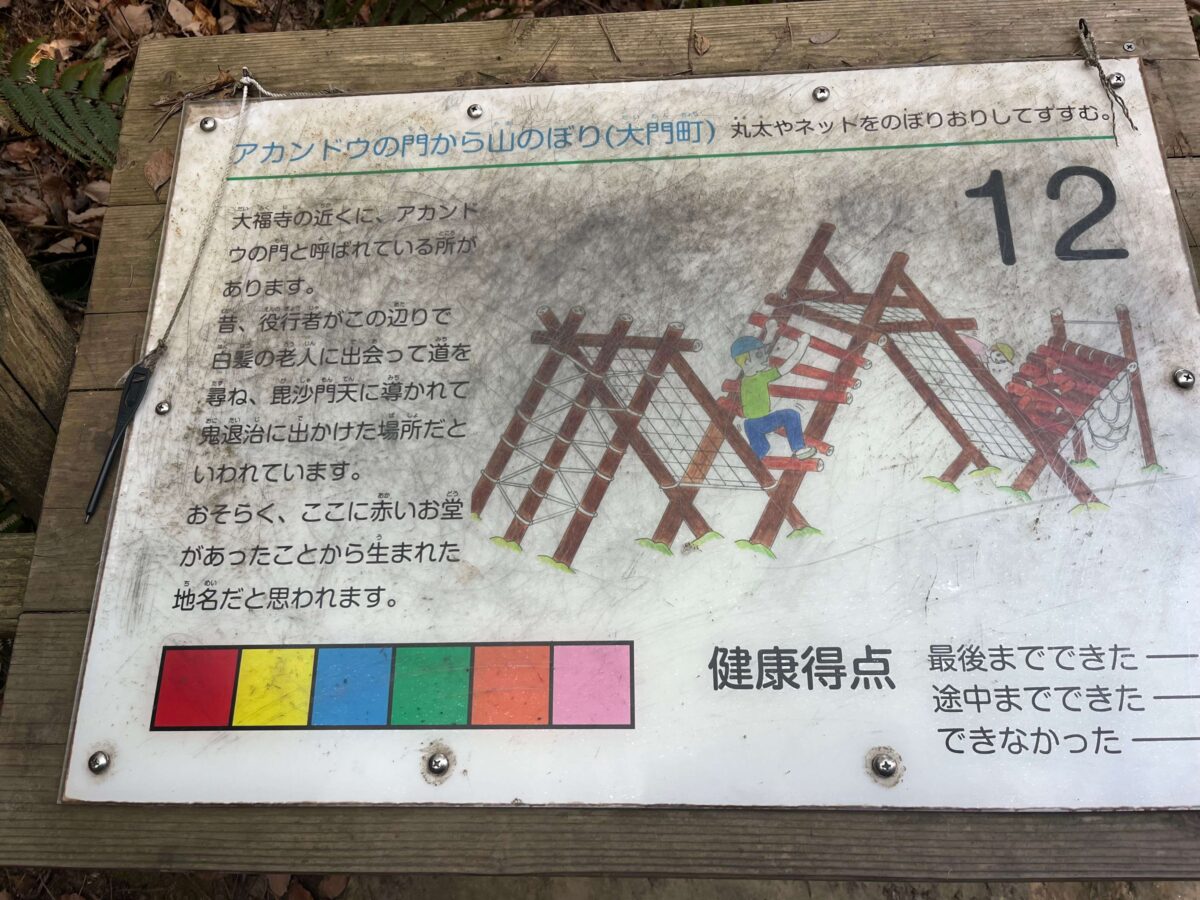 アカンドウの門から山のぼり(大門町) 丸太やネットをのぼりおりしてすすむ。
12
大福寺の近くに、アカンド
ウの門と呼ばれている所が
あります。
昔、役行者がこの辺りで
白髪の老人に出会って道を
尋ね、毘沙門天に導かれて
鬼退治に出かけた場所だと
いわれています。
おそらく、ここに赤いお堂
があったことから生まれた
地名だと思われます。
健康得点 最後までできた
途中までできた
できなかった